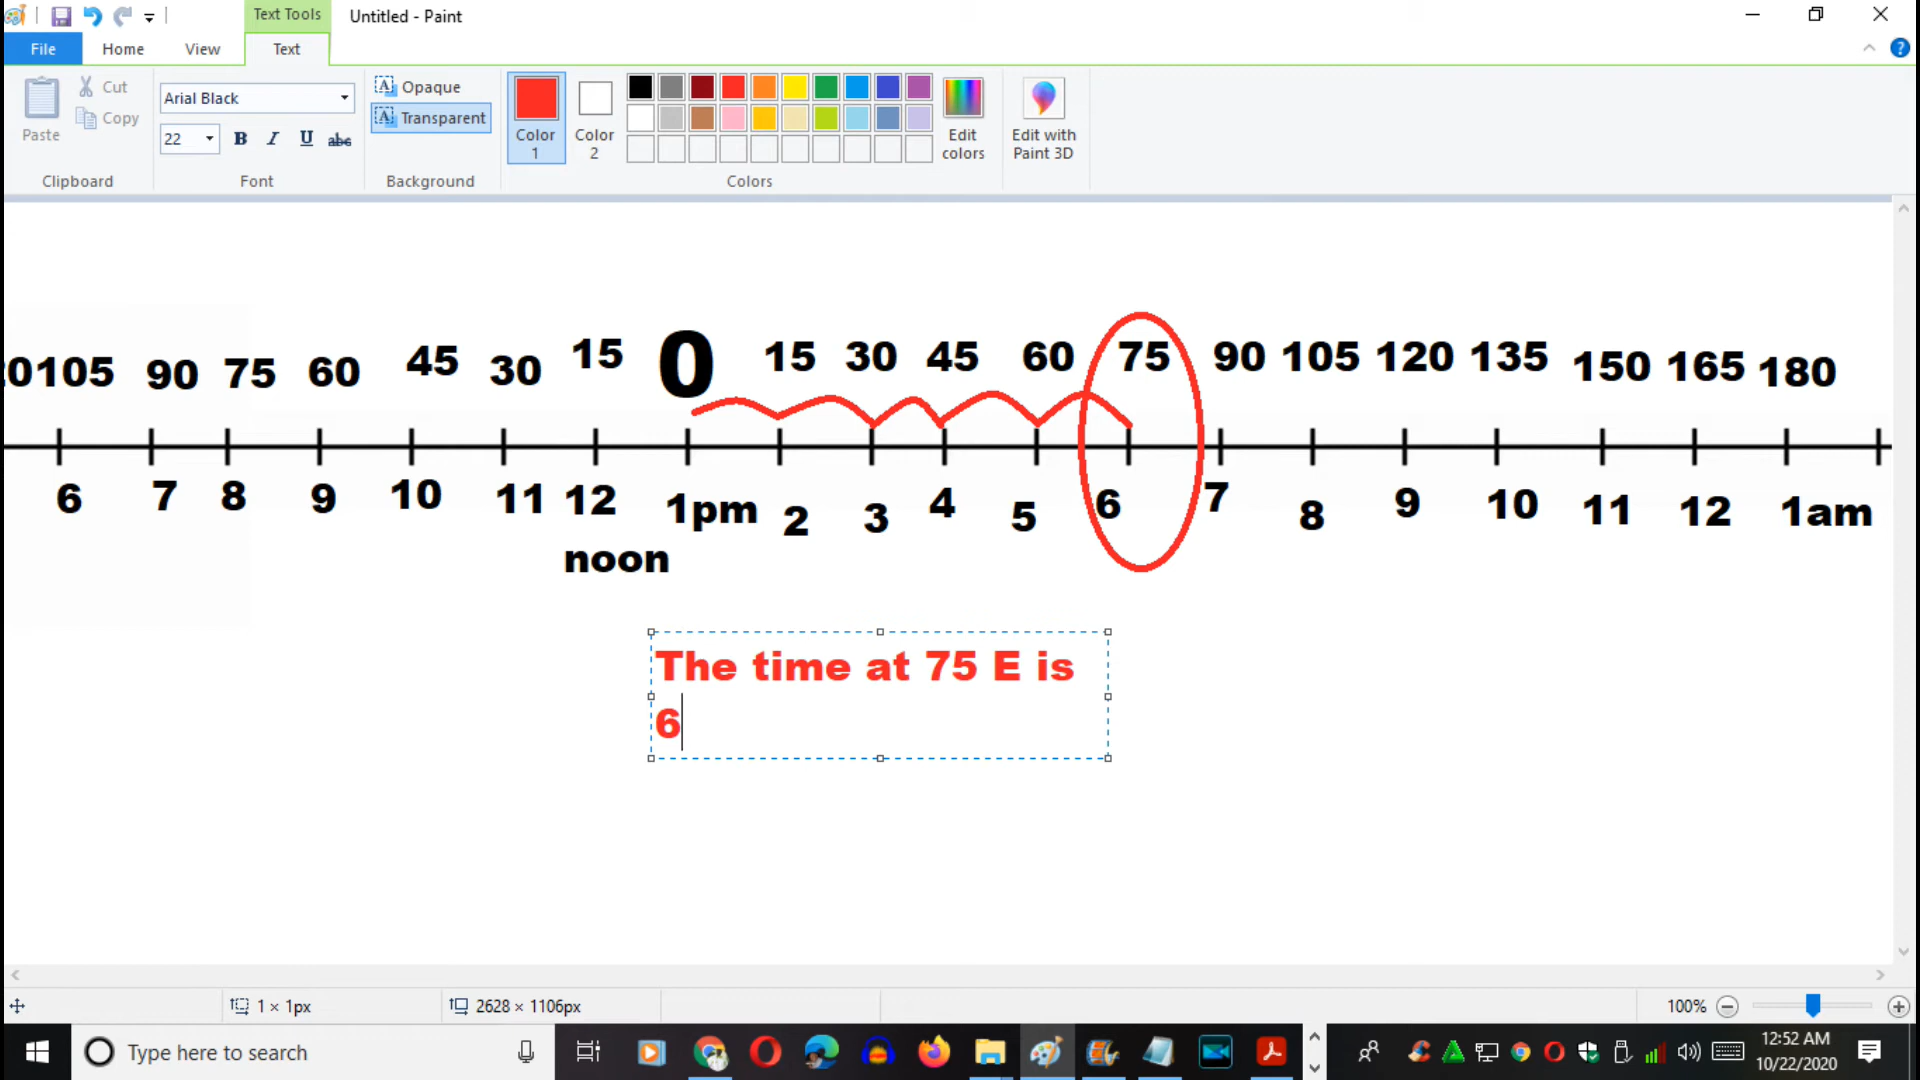 Text Tools
Untitled - Paint
File
Home
View
Text
Paste
Cut
Copy
Clipboard
Arial Black
22
B I U abc
Font
Opaque
Transparent
Background
Color 1
Color 2
Colors
Edit colors
Edit with Paint 3D
20 105 90 75 60 45 30 15 0 15 30 45 60 75 90 105 120 135 150 165 180
6 7 8 9 10 11 12 1pm 2 3 4 5 6 7 8 9 10 11 12 1am
noon
The time at 75 E is
6
1 × 1px
2628 × 1106px
100%
Type here to search
12:52 AM
10/22/2020